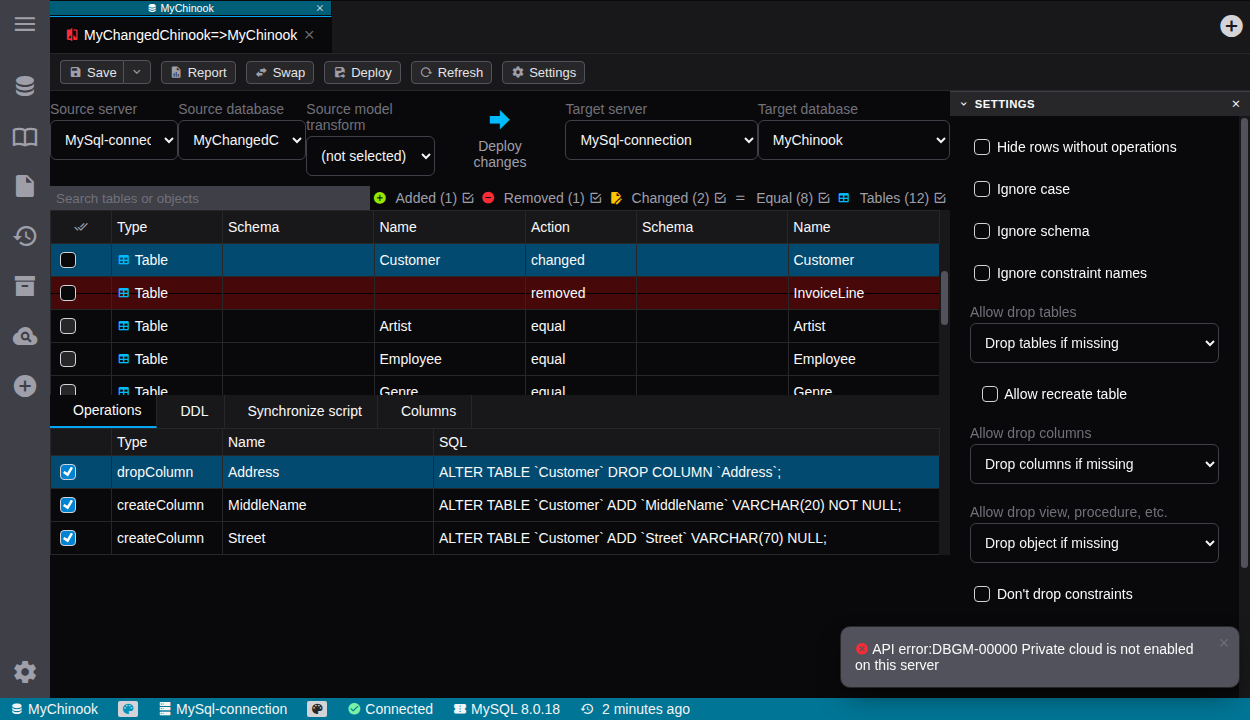 MyChinook
MyChangedChinook=>MyChinook
Save
Report
Swap
Deploy
Refresh
Settings
Source server
Source database
Source model
transform
Target server
Target database
MySql-connec
MyChangedC
(not selected)
Deploy
changes
MySql-connection
MyChinook
Search tables or objects
Added (1)
Removed (1)
Changed (2)
Equal (8)
Tables (12)
Type Schema Name Action Schema Name
Table Customer changed Customer
Table removed InvoiceLine
Table Artist equal Artist
Table Employee equal Employee
Table Genre equal Genre
Operations DDL Synchronize script Columns
Type Name SQL
dropColumn Address ALTER TABLE `Customer` DROP COLUMN `Address`;
createColumn MiddleName ALTER TABLE `Customer` ADD `MiddleName` VARCHAR(20) NOT NULL;
createColumn Street ALTER TABLE `Customer` ADD `Street` VARCHAR(70) NULL;
SETTINGS
Hide rows without operations
Ignore case
Ignore schema
Ignore constraint names
Allow drop tables
Drop tables if missing
Allow recreate table
Allow drop columns
Drop columns if missing
Allow drop view, procedure, etc.
Drop object if missing
Don't drop constraints
API error:DBGM-00000 Private cloud is not enabled
on this server
MyChinook
MySql-connection
Connected
MySQL 8.0.18
2 minutes ago